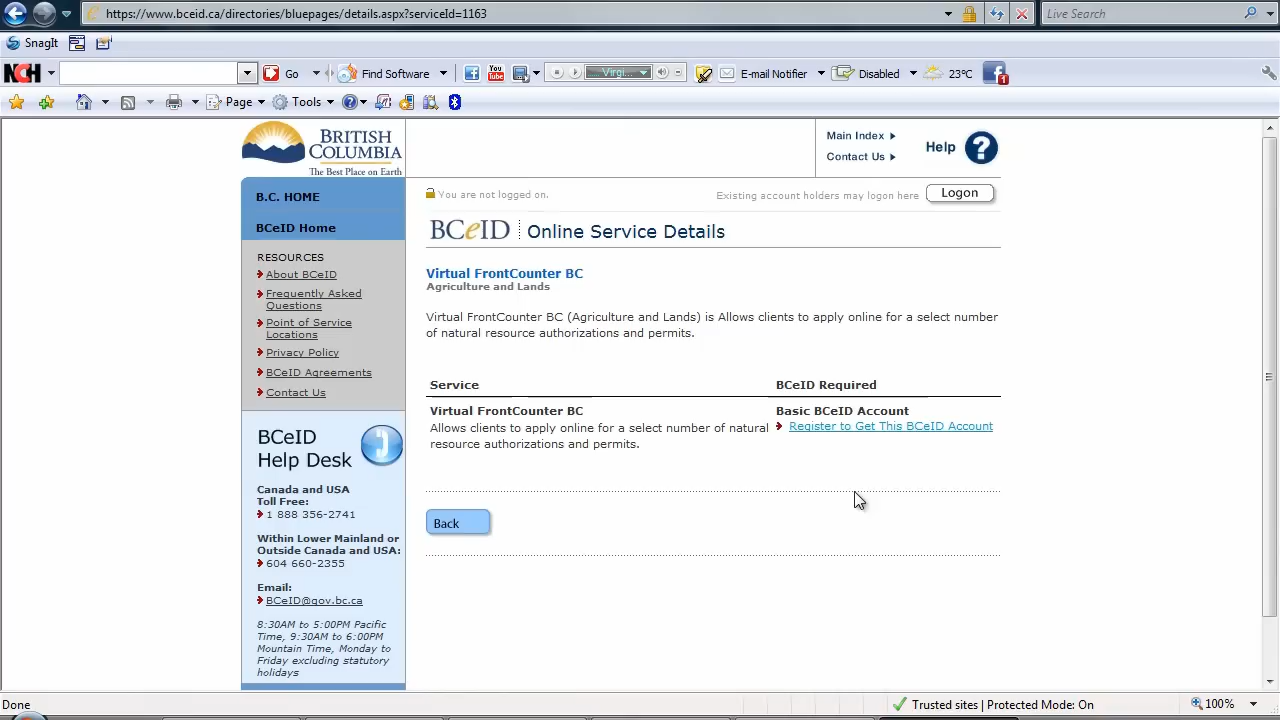 https://www.bceid.ca/directories/bluepages/details.aspx?serviceId=1163
Live Search
SnagIt
NCH
Go
Find Software
You Tube
Virgi...
E-mail Notifier
Disabled
23°C
1
Page
Tools
BRITISH
COLUMBIA
The Best Place on Earth
Main Index
Contact Us
Help
?
B.C. HOME
BCeID Home
RESOURCES
About BCeID
Frequently Asked
Questions
Point of Service
Locations
Privacy Policy
BCeID Agreements
Contact Us
BCeID
Help Desk
Canada and USA
Toll Free:
1 888 356-2741
Within Lower Mainland or
Outside Canada and USA:
604 660-2355
Email:
BCeID@gov.bc.ca
8:30AM to 5:00PM Pacific
Time, 9:30AM to 6:00PM
Mountain Time, Monday to
Friday excluding statutory
holidays
You are not logged on.
Existing account holders may logon here
Logon
BCeID
Online Service Details
Virtual FrontCounter BC
Agriculture and Lands
Virtual FrontCounter BC (Agriculture and Lands) is Allows clients to apply online for a select number
of natural resource authorizations and permits.
Service
BCeID Required
Virtual FrontCounter BC
Allows clients to apply online for a select number of natural
resource authorizations and permits.
Basic BCeID Account
Register to Get This BCeID Account
Back
Done
Trusted sites | Protected Mode: On
100%